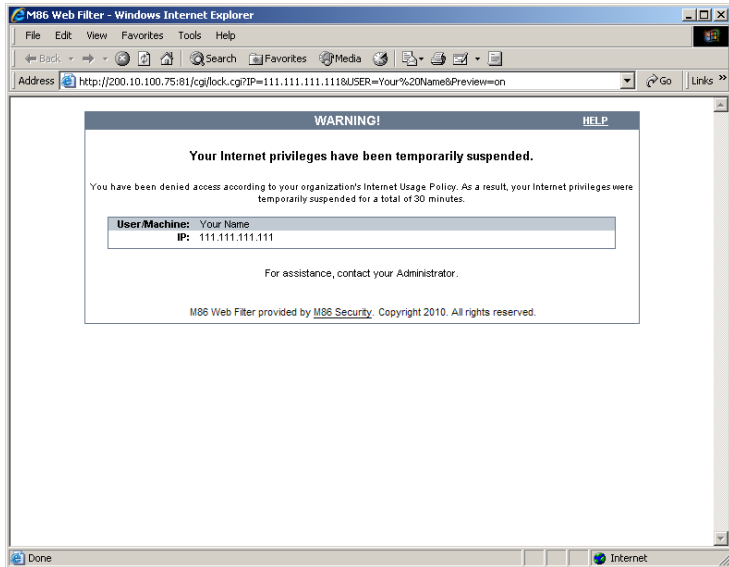 M86 Web Filter - Windows Internet Explorer
File Edit View Favorites Tools Help
Back Search Favorites Media
Address http://200.10.100.75:81/cgi/lock.cgi?IP=111.111.111.111&USER=Your%20Name&Preview=on Go Links »
WARNING! HELP
Your Internet privileges have been temporarily suspended.
You have been denied access according to your organization's Internet Usage Policy. As a result, your Internet privileges were
temporarily suspended for a total of 30 minutes.
User/Machine: Your Name
IP: 111.111.111.111
For assistance, contact your Administrator.
M86 Web Filter provided by M86 Security. Copyright 2010. All rights reserved.
Done Internet